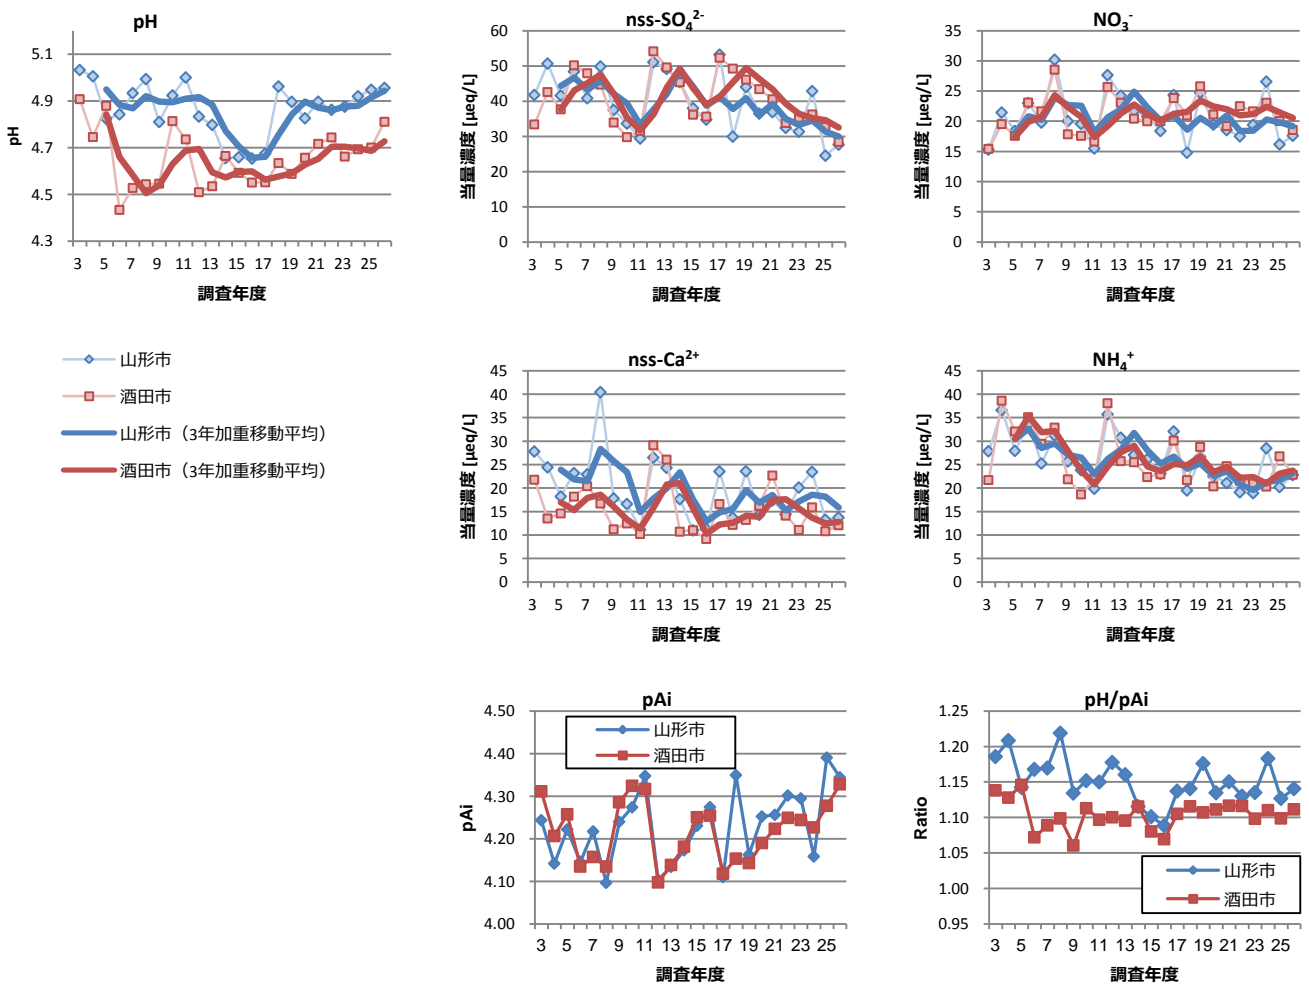 pH
5.1
4.9
4.7
4.5
4.3
pH
3 5 7 9 11 13 15 17 19 21 23 25
調査年度
nss-SO₄²⁻
60
50
40
30
20
10
0
当量濃度 [μeq/L]
3 5 7 9 11 13 15 17 19 21 23 25
調査年度
NO₃⁻
35
30
25
20
15
10
5
0
当量濃度 [μeq/L]
3 5 7 9 11 13 15 17 19 21 23 25
調査年度
山形市
酒田市
山形市（3年加重移動平均）
酒田市（3年加重移動平均）
nss-Ca²⁺
45
40
35
30
25
20
15
10
5
0
当量濃度 [μeq/L]
3 5 7 9 11 13 15 17 19 21 23 25
調査年度
NH₄⁺
45
40
35
30
25
20
15
10
5
0
当量濃度 [μeq/L]
3 5 7 9 11 13 15 17 19 21 23 25
調査年度
pAi
4.50
4.40
4.30
4.20
4.10
4.00
pAi
山形市
酒田市
3 5 7 9 11 13 15 17 19 21 23 25
調査年度
pH/pAi
1.25
1.20
1.15
1.10
1.05
1.00
0.95
Ratio
山形市
酒田市
3 5 7 9 11 13 15 17 19 21 23 25
調査年度